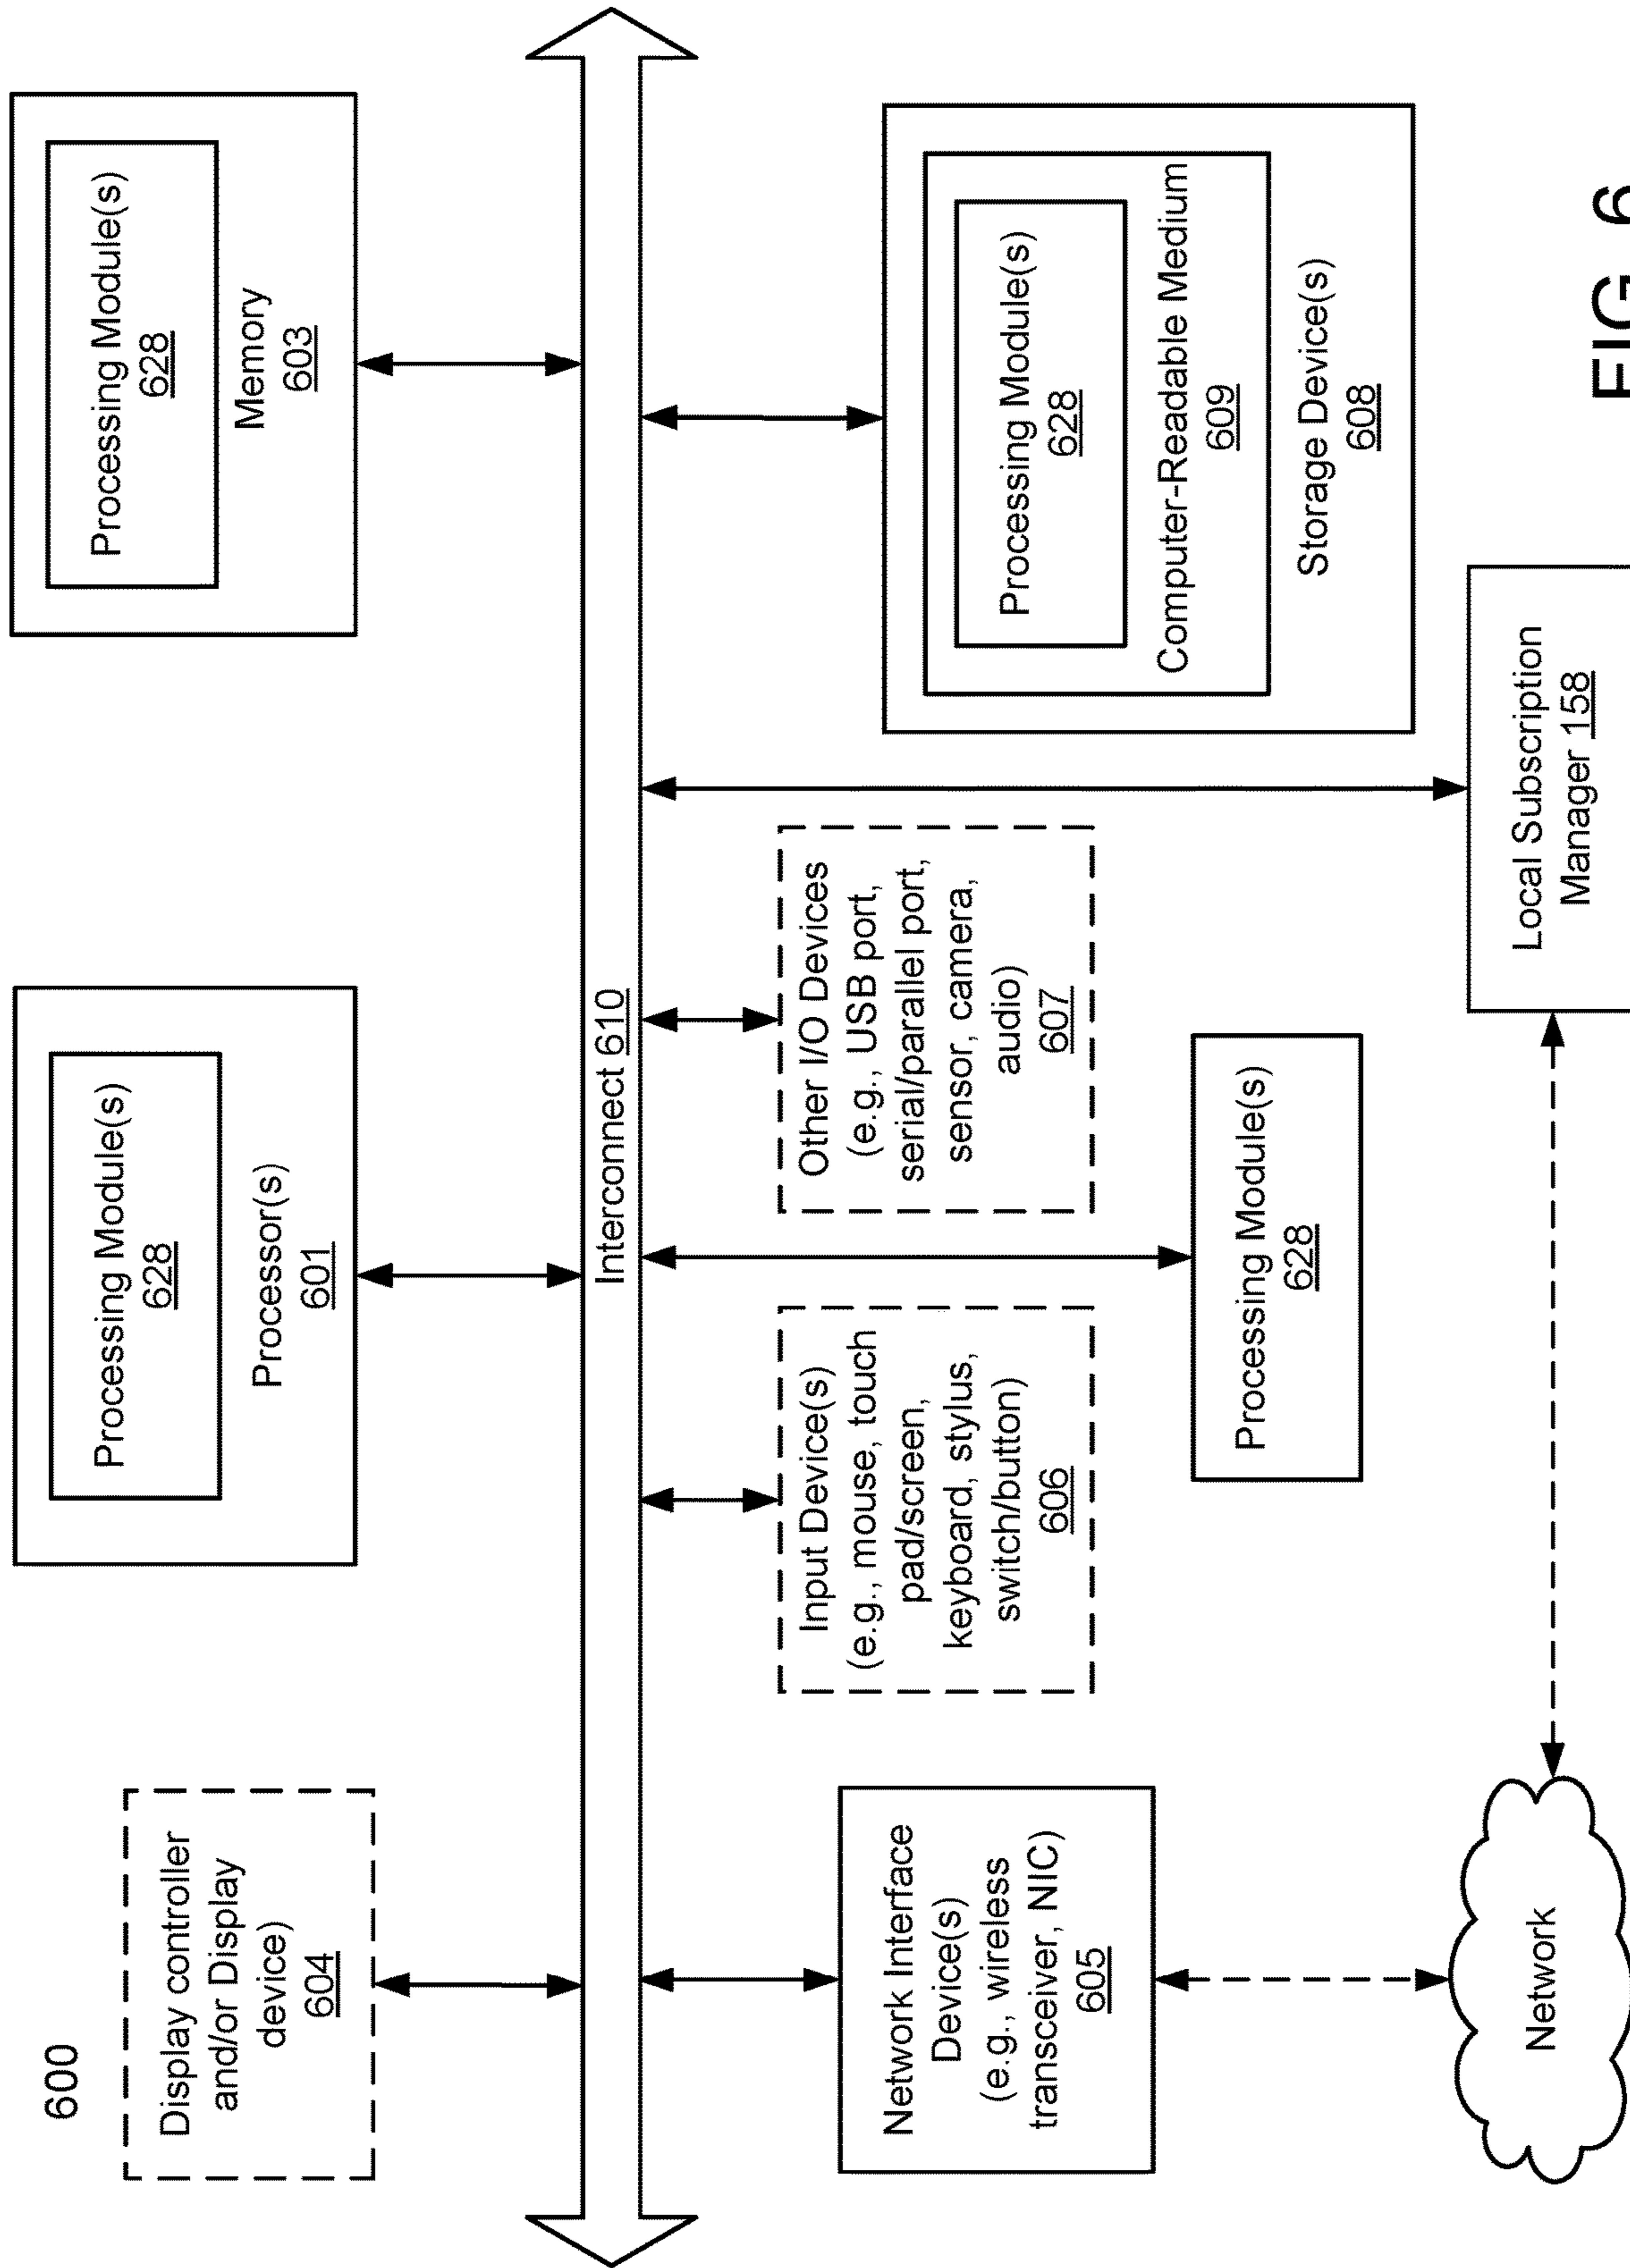 600
Display controller
and/or Display
device)
604
Processing Module(s)
628
Processor(s)
601
Processing Module(s)
628
Memory
603
Interconnect 610
Network Interface
Device(s)
(e.g., wireless
transceiver, NIC)
605
Input Device(s)
(e.g., mouse, touch
pad/screen,
keyboard, stylus,
switch/button)
606
Other I/O Devices
(e.g., USB port,
serial/parallel port,
sensor, camera,
audio)
607
Processing Module(s)
628
Computer-Readable Medium
609
Storage Device(s)
608
Processing Module(s)
628
Network
Local Subscription
Manager 158
FIG. 6